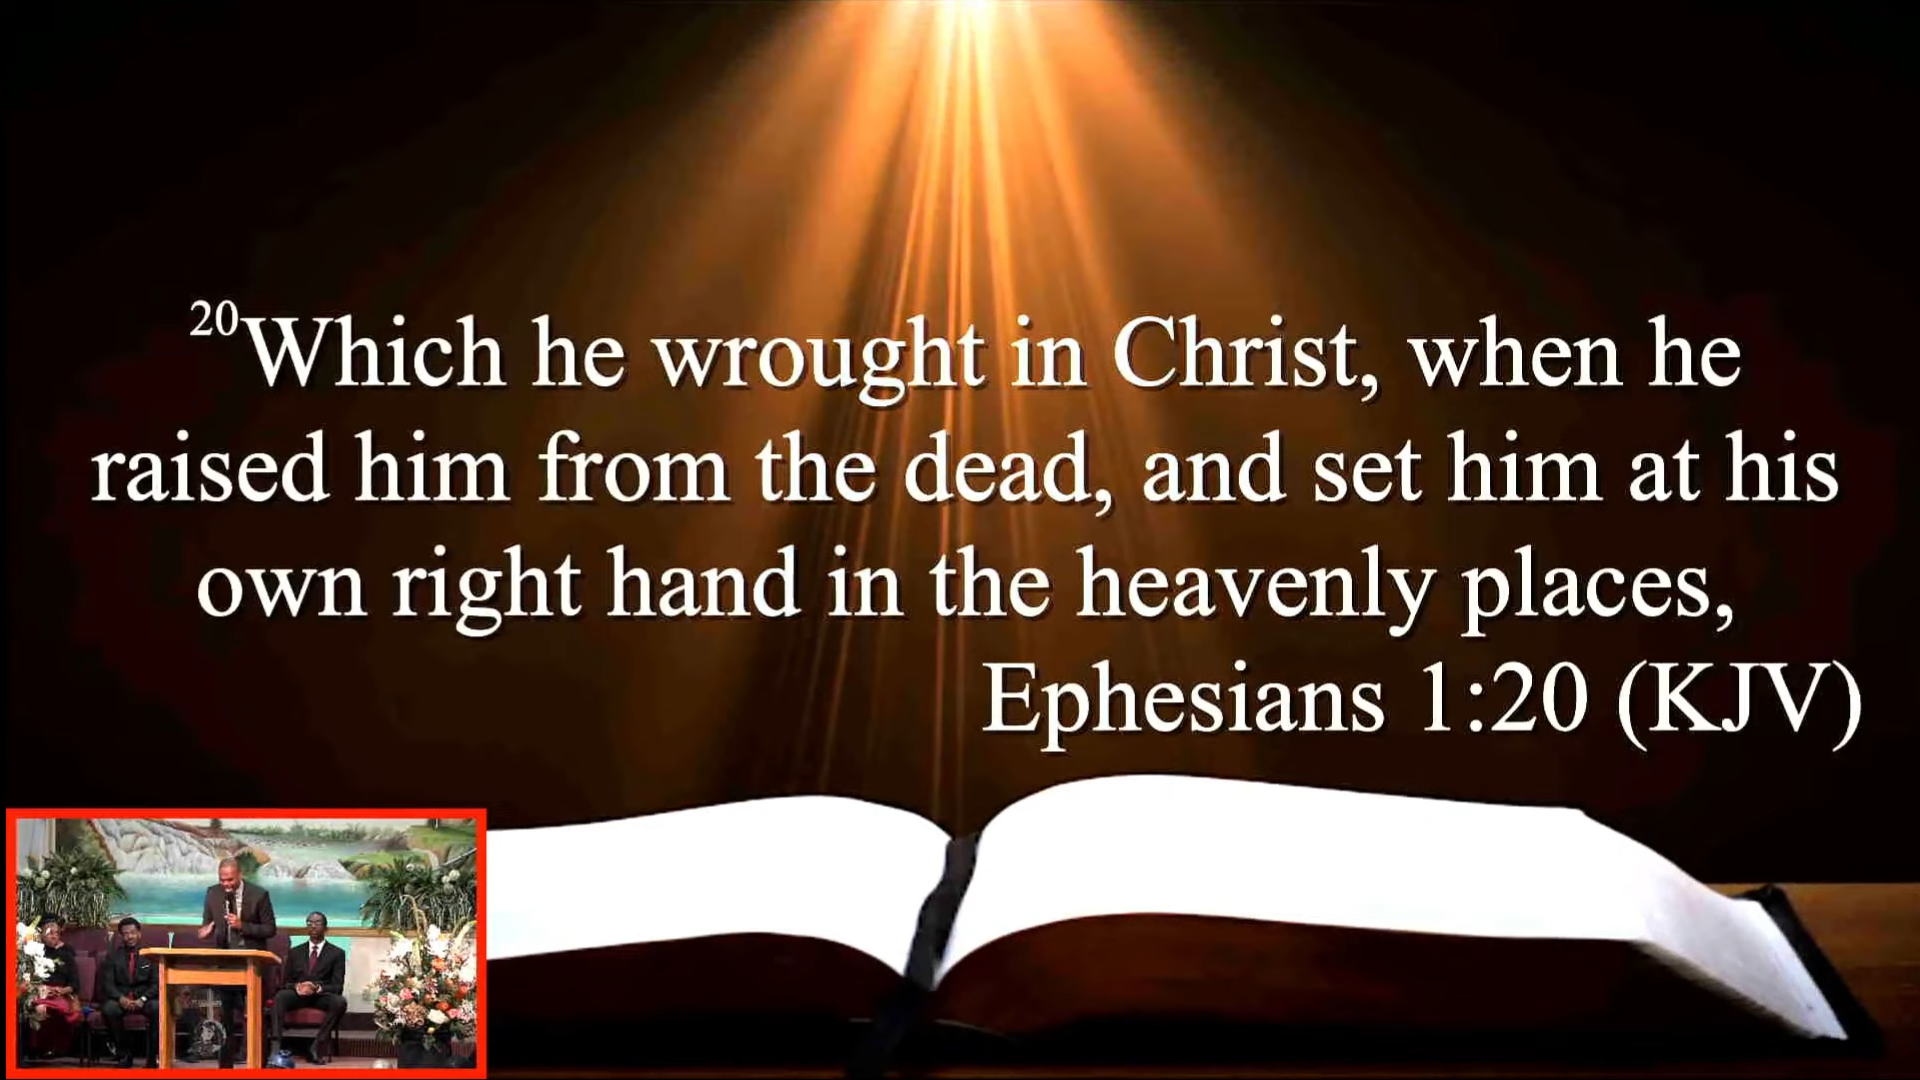 20Which he wrought in Christ, when he
raised him from the dead, and set him at his
own right hand in the heavenly places,
Ephesians 1:20 (KJV)